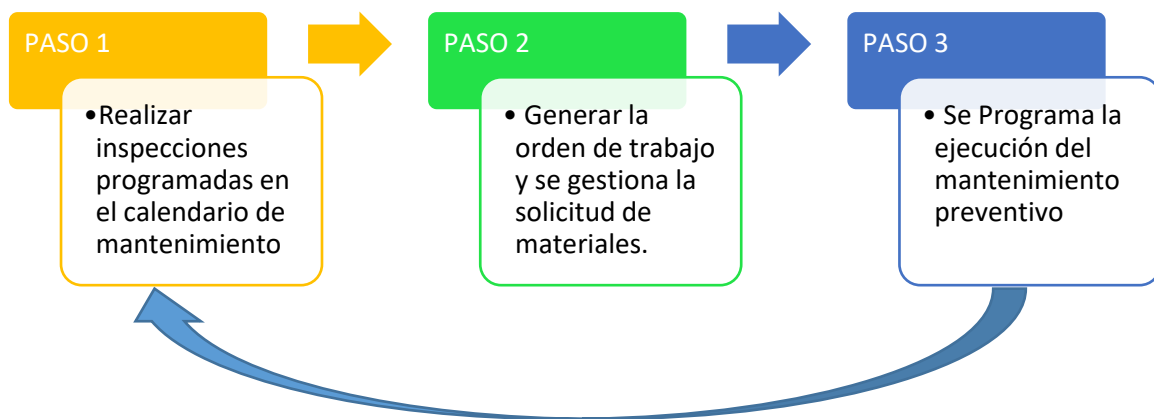 PASO 1
•Realizar
inspecciones
programadas en
el calendario de
mantenimiento
PASO 2
• Generar la
orden de trabajo
y se gestiona la
solicitud de
materiales.
PASO 3
• Se Programa la
ejecución del
mantenimiento
preventivo